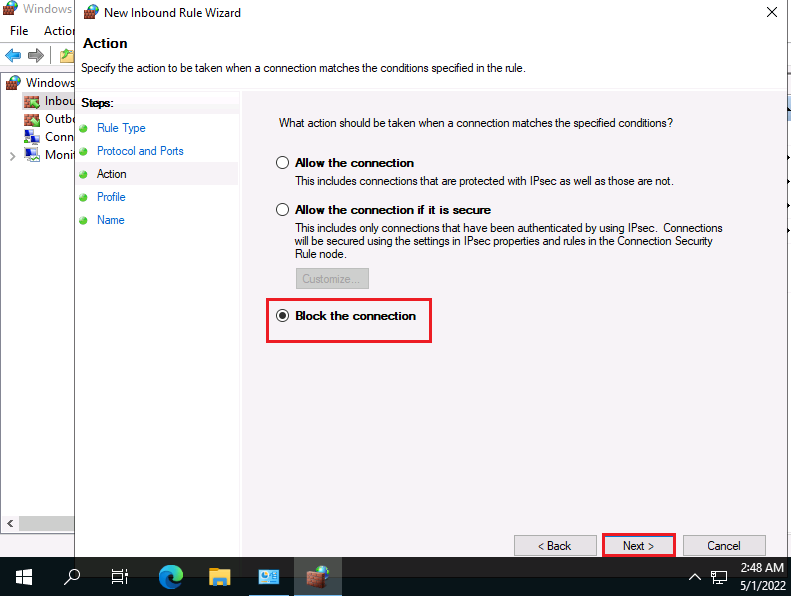 Windows
New Inbound Rule Wizard
File
Action
Specify the action to be taken when a connection matches the conditions specified in the rule.
Windows
Steps:
Rule Type
Protocol and Ports
Action
Profile
Name
What action should be taken when a connection matches the specified conditions?
Allow the connection
This includes connections that are protected with IPsec as well as those are not.
Allow the connection if it is secure
This includes only connections that have been authenticated by using IPsec. Connections
will be secured using the settings in IPsec properties and rules in the Connection Security
Rule node.
Customize...
Block the connection
< Back
Next >
Cancel
2:48 AM
5/1/2022